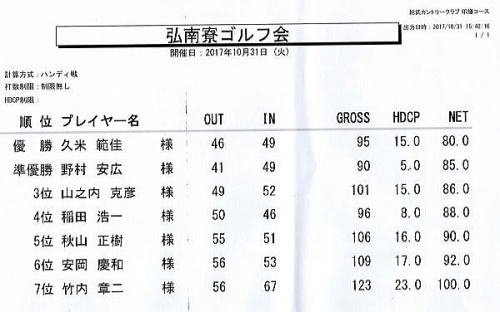 総武カントリークラブ 印旛コース
弘南寮ゴルフ会
出力日時:2017/10/31 15:42:16
開催日:2017年10月31日(火)
1/1
計算方式:ハンディ戦
打数制限:制限無し
HDCP制限:
順位 プレイヤー名 OUT IN GROSS HDCP NET
優勝 久米 範佳 様 46 49 95 15.0 80.0
準優勝 野村 安広 様 41 49 90 5.0 85.0
3位 山之内 克彦 様 49 52 101 15.0 86.0
4位 稲田 浩一 様 50 46 96 8.0 88.0
5位 秋山 正樹 様 55 51 106 16.0 90.0
6位 安岡 慶和 様 56 53 109 17.0 92.0
7位 竹内 章二 様 56 67 123 23.0 100.0